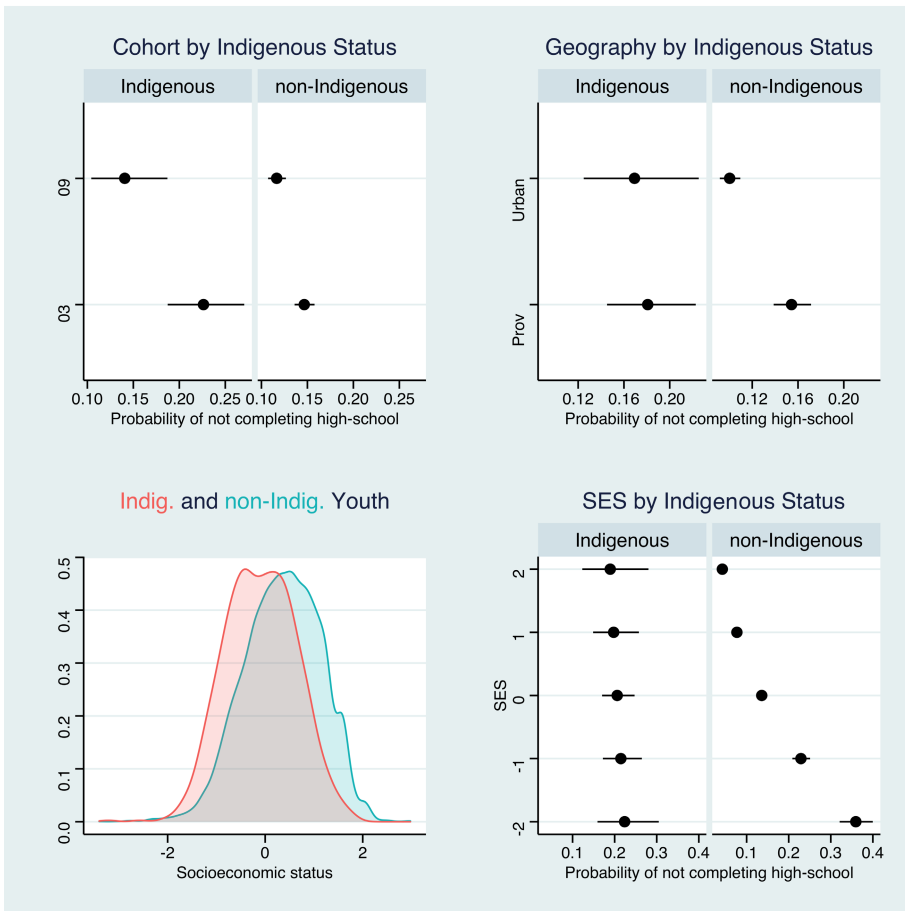 Cohort by Indigenous Status
Indigenous non-Indigenous
09
03
0.10 0.15 0.20 0.25 0.10 0.15 0.20 0.25
Probability of not completing high-school
Geography by Indigenous Status
Indigenous non-Indigenous
Urban
Prov
0.12 0.16 0.20 0.12 0.16 0.20
Probability of not completing high-school
Indig. and non-Indig. Youth
0.5
0.4
0.3
0.2
0.1
0.0
-2 0 2
Socioeconomic status
SES by Indigenous Status
Indigenous non-Indigenous
SES
2
1
0
-1
-2
0.1 0.2 0.3 0.4 0.1 0.2 0.3 0.4
Probability of not completing high-school